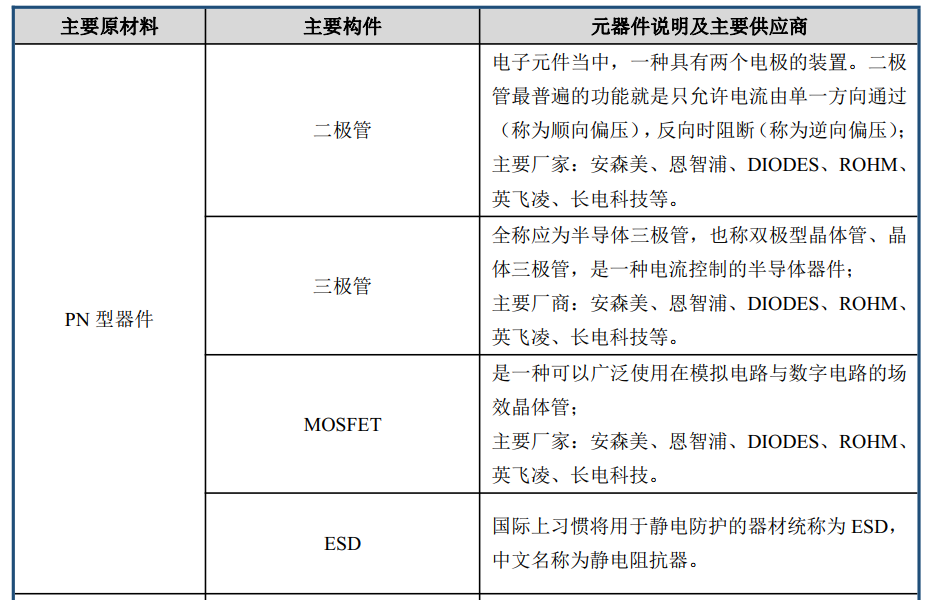 主要原材料 主要构件 元器件说明及主要供应商
PN 型器件
二极管
电子元件当中，一种具有两个电极的装置。二极
管最普遍的功能就是只允许电流由单一方向通过
（称为顺向偏压），反向时阻断（称为逆向偏压）；
主要厂家：安森美、恩智浦、DIODES、ROHM、
英飞凌、长电科技等。
三极管
全称应为半导体三极管，也称双极型晶体管、晶
体三极管，是一种电流控制的半导体器件；
主要厂商：安森美、恩智浦、DIODES、ROHM、
英飞凌、长电科技等。
MOSFET
是一种可以广泛使用在模拟电路与数字电路的场
效晶体管；
主要厂家：安森美、恩智浦、DIODES、ROHM、
英飞凌、长电科技。
ESD
国际上习惯将用于静电防护的器材统称为 ESD，
中文名称为静电阻抗器。